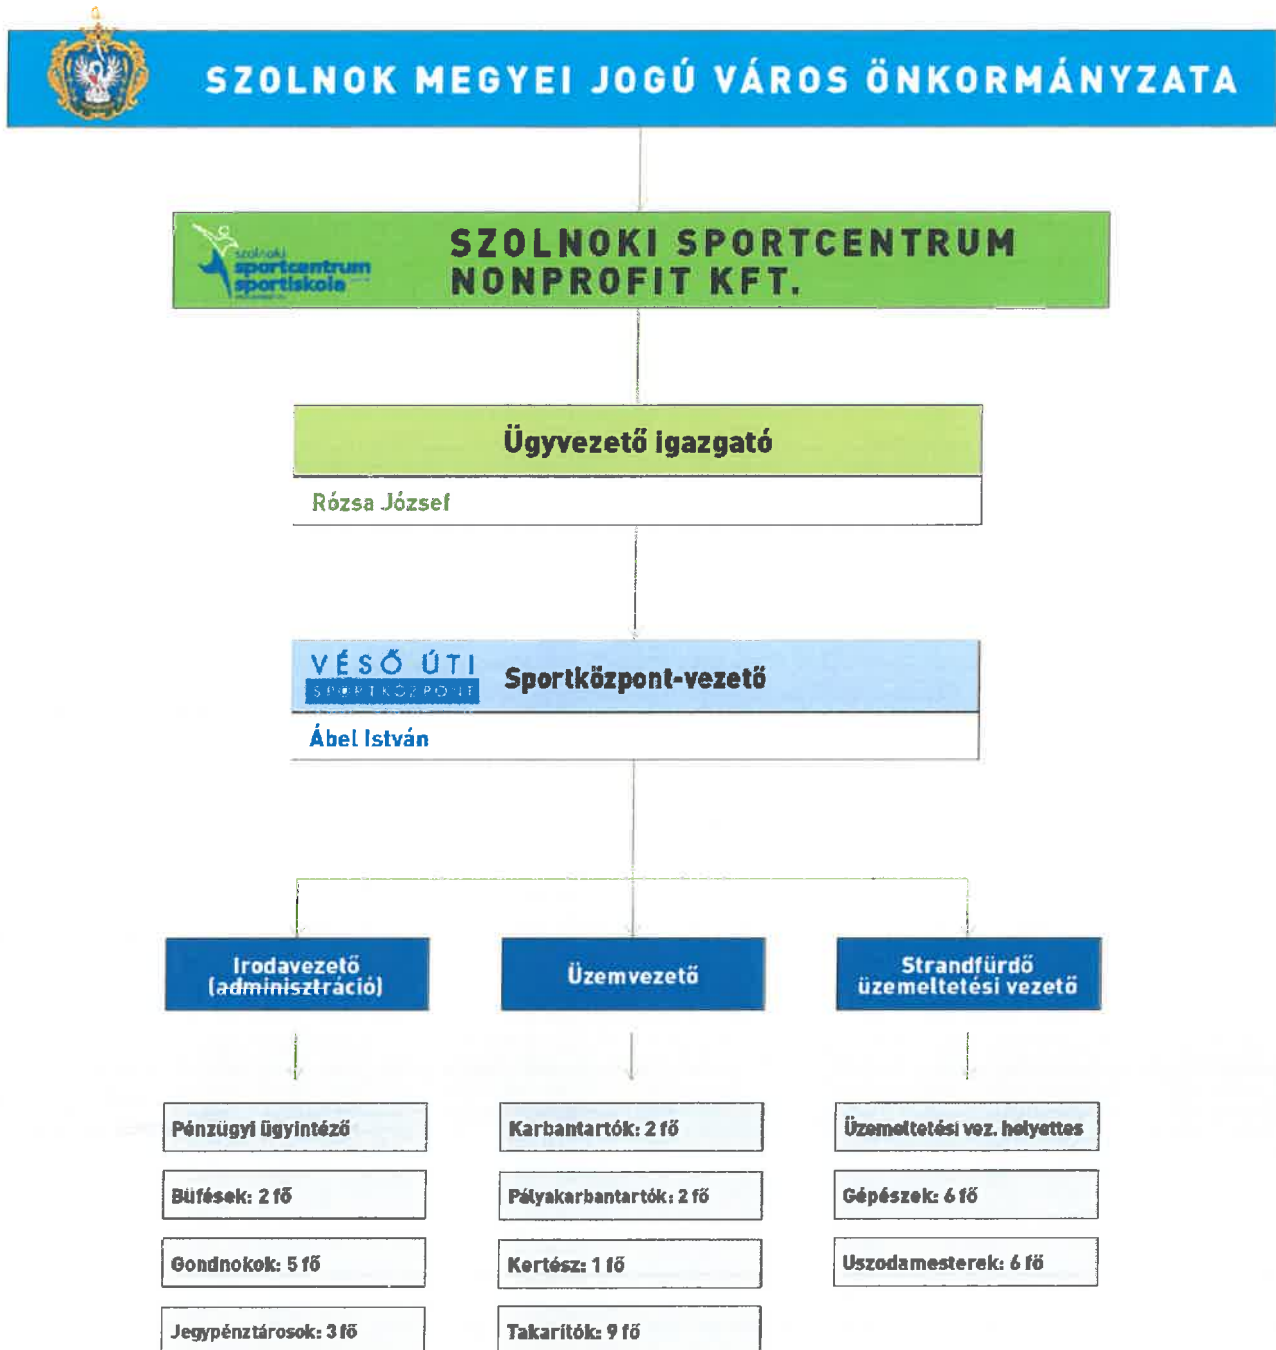 SZOLNOK MEGYEI JOGÚ VÁROS ÖNKORMÁNYZATA
szolnoki
sportcentrum
sportiskola
SZOLNOKI SPORTCENTRUM
NONPROFIT KFT.
Ügyvezető igazgató
Rózsa József
VÉSŐ ÚTI
SPORTKÖZPONT
Sportközpont-vezető
Ábel István
Irodavezető
(adminisztráció)
Pénzügyi ügyintéző
Büfések: 2 fő
Gondnokok: 5 fő
Jegypénztárosok: 3 fő
Üzemvezető
Karbantartók: 2 fő
Pályakarbantartók: 2 fő
Kertész: 1 fő
Takarítók: 9 fő
Strandfürdő
üzemeltetési vezető
Üzemeltetési vez. helyettes
Gépészek: 6 fő
Uszodamesterek: 6 fő